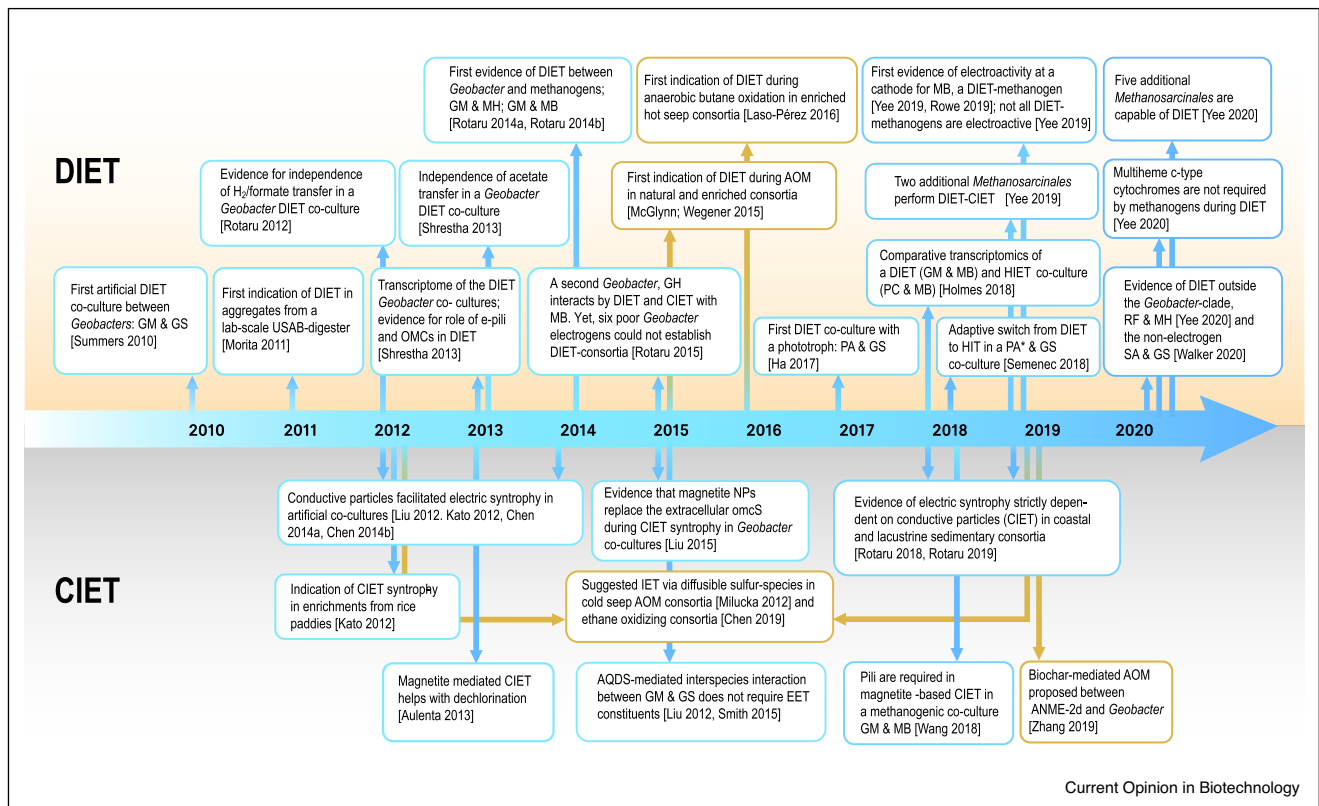 First evidence of DIET between
Geobacter and methanogens;
GM & MH; GM & MB
[Rotaru 2014a, Rotaru 2014b]
First indication of DIET during
anaerobic butane oxidation in enriched
hot seep consortia [Laso-Pérez 2016]
First evidence of electroactivity at a
cathode for MB, a DIET-methanogen
[Yee 2019, Rowe 2019]; not all DIET-
methanogens are electroactive [Yee 2019]
Five additional
Methanosarcinales are
capable of DIET [Yee 2020]
DIET
Evidence for independence
of H2/formate transfer in a
Geobacter DIET co-culture
[Rotaru 2012]
Independence of acetate
transfer in a Geobacter
DIET co-culture
[Shrestha 2013]
First indication of DIET during AOM
in natural and enriched consortia
[McGlynn; Wegener 2015]
Two additional Methanosarcinales
perform DIET-CIET [Yee 2019]
Multiheme c-type
cytochromes are not required
by methanogens during DIET
[Yee 2020]
First artificial DIET
co-culture between
Geobacters: GM & GS
[Summers 2010]
First indication of DIET in
aggregates from a
lab-scale USAB-digester
[Morita 2011]
Transcriptome of the DIET
Geobacter co- cultures;
evidence for role of e-pili
and OMCs in DIET
[Shrestha 2013]
A second Geobacter, GH
interacts by DIET and CIET with
MB. Yet, six poor Geobacter
electrogens could not establish
DIET-consortia [Rotaru 2015]
First DIET co-culture with
a phototroph: PA & GS
[Ha 2017]
Comparative transcriptomics of
a DIET (GM & MB) and HIET co-culture
(PC & MB) [Holmes 2018]
Adaptive switch from DIET
to HIT in a PA* & GS
co-culture [Semenec 2018]
Evidence of DIET outside
the Geobacter-clade,
RF & MH [Yee 2020] and
the non-electrogen
SA & GS [Walker 2020]
2010 2011 2012 2013 2014 2015 2016 2017 2018 2019 2020
Conductive particles facilitated electric syntrophy in
artificial co-cultures [Liu 2012. Kato 2012, Chen
2014a, Chen 2014b]
Evidence that magnetite NPs
replace the extracellular omcS
during CIET syntrophy in Geobacter
co-cultures [Liu 2015]
Evidence of electric syntrophy strictly depen-
dent on conductive particles (CIET) in coastal
and lacustrine sedimentary consortia
[Rotaru 2018, Rotaru 2019]
CIET
Indication of CIET syntrophy
in enrichments from rice
paddies [Kato 2012]
Suggested IET via diffusible sulfur-species in
cold seep AOM consortia [Milucka 2012] and
ethane oxidizing consortia [Chen 2019]
Magnetite mediated CIET
helps with dechlorination
[Aulenta 2013]
AQDS-mediated interspecies interaction
between GM & GS does not require EET
constituents [Liu 2012, Smith 2015]
Pili are required in
magnetite -based CIET in
a methanogenic co-culture
GM & MB [Wang 2018]
Biochar-mediated AOM
proposed between
ANME-2d and Geobacter
[Zhang 2019]
Current Opinion in Biotechnology